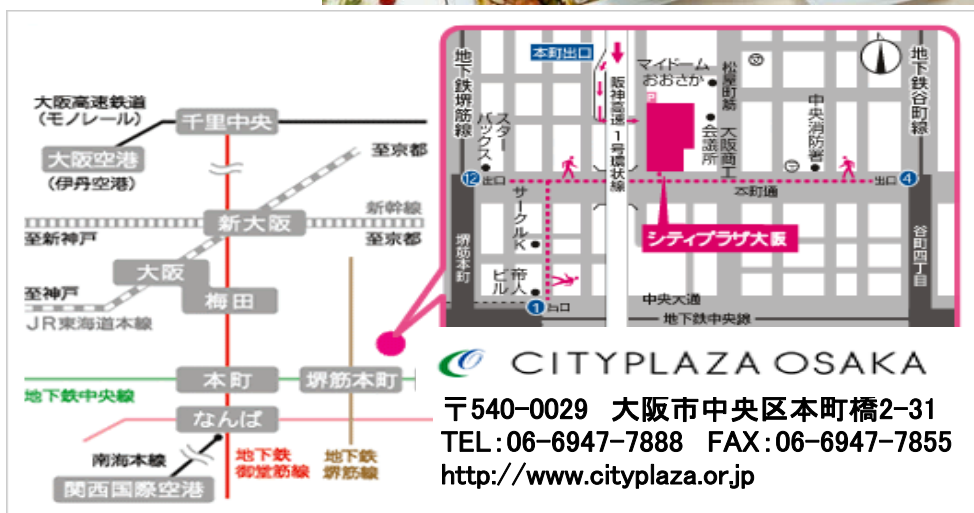 大阪高速鉄道
(モノレール)
千里中央
大阪空港
(伊丹空港)
至京都
新大阪
新幹線
至新神戸
至京都
大阪
梅田
至神戸
JR東海道本線
本町
堺筋本町
地下鉄中央線
なんば
南海本線
地下鉄
御堂筋線
地下鉄
堺筋線
関西国際空港
地下鉄堺筋線
本町出口
阪神高速1号環状線
マイドーム
おおさか
松屋町筋
大阪商工
会議所
中央消防署
地下鉄谷町線
スター
バックス
12
出口
出口
4
本町通
サークルK
シティプラザ大阪
堺筋本町
谷町四丁目
帝人
ビル
1
出口
中央大通
地下鉄中央線
CITYPLAZA OSAKA
〒540-0029 大阪市中央区本町橋2-31
TEL:06-6947-7888 FAX:06-6947-7855
http://www.cityplaza.or.jp